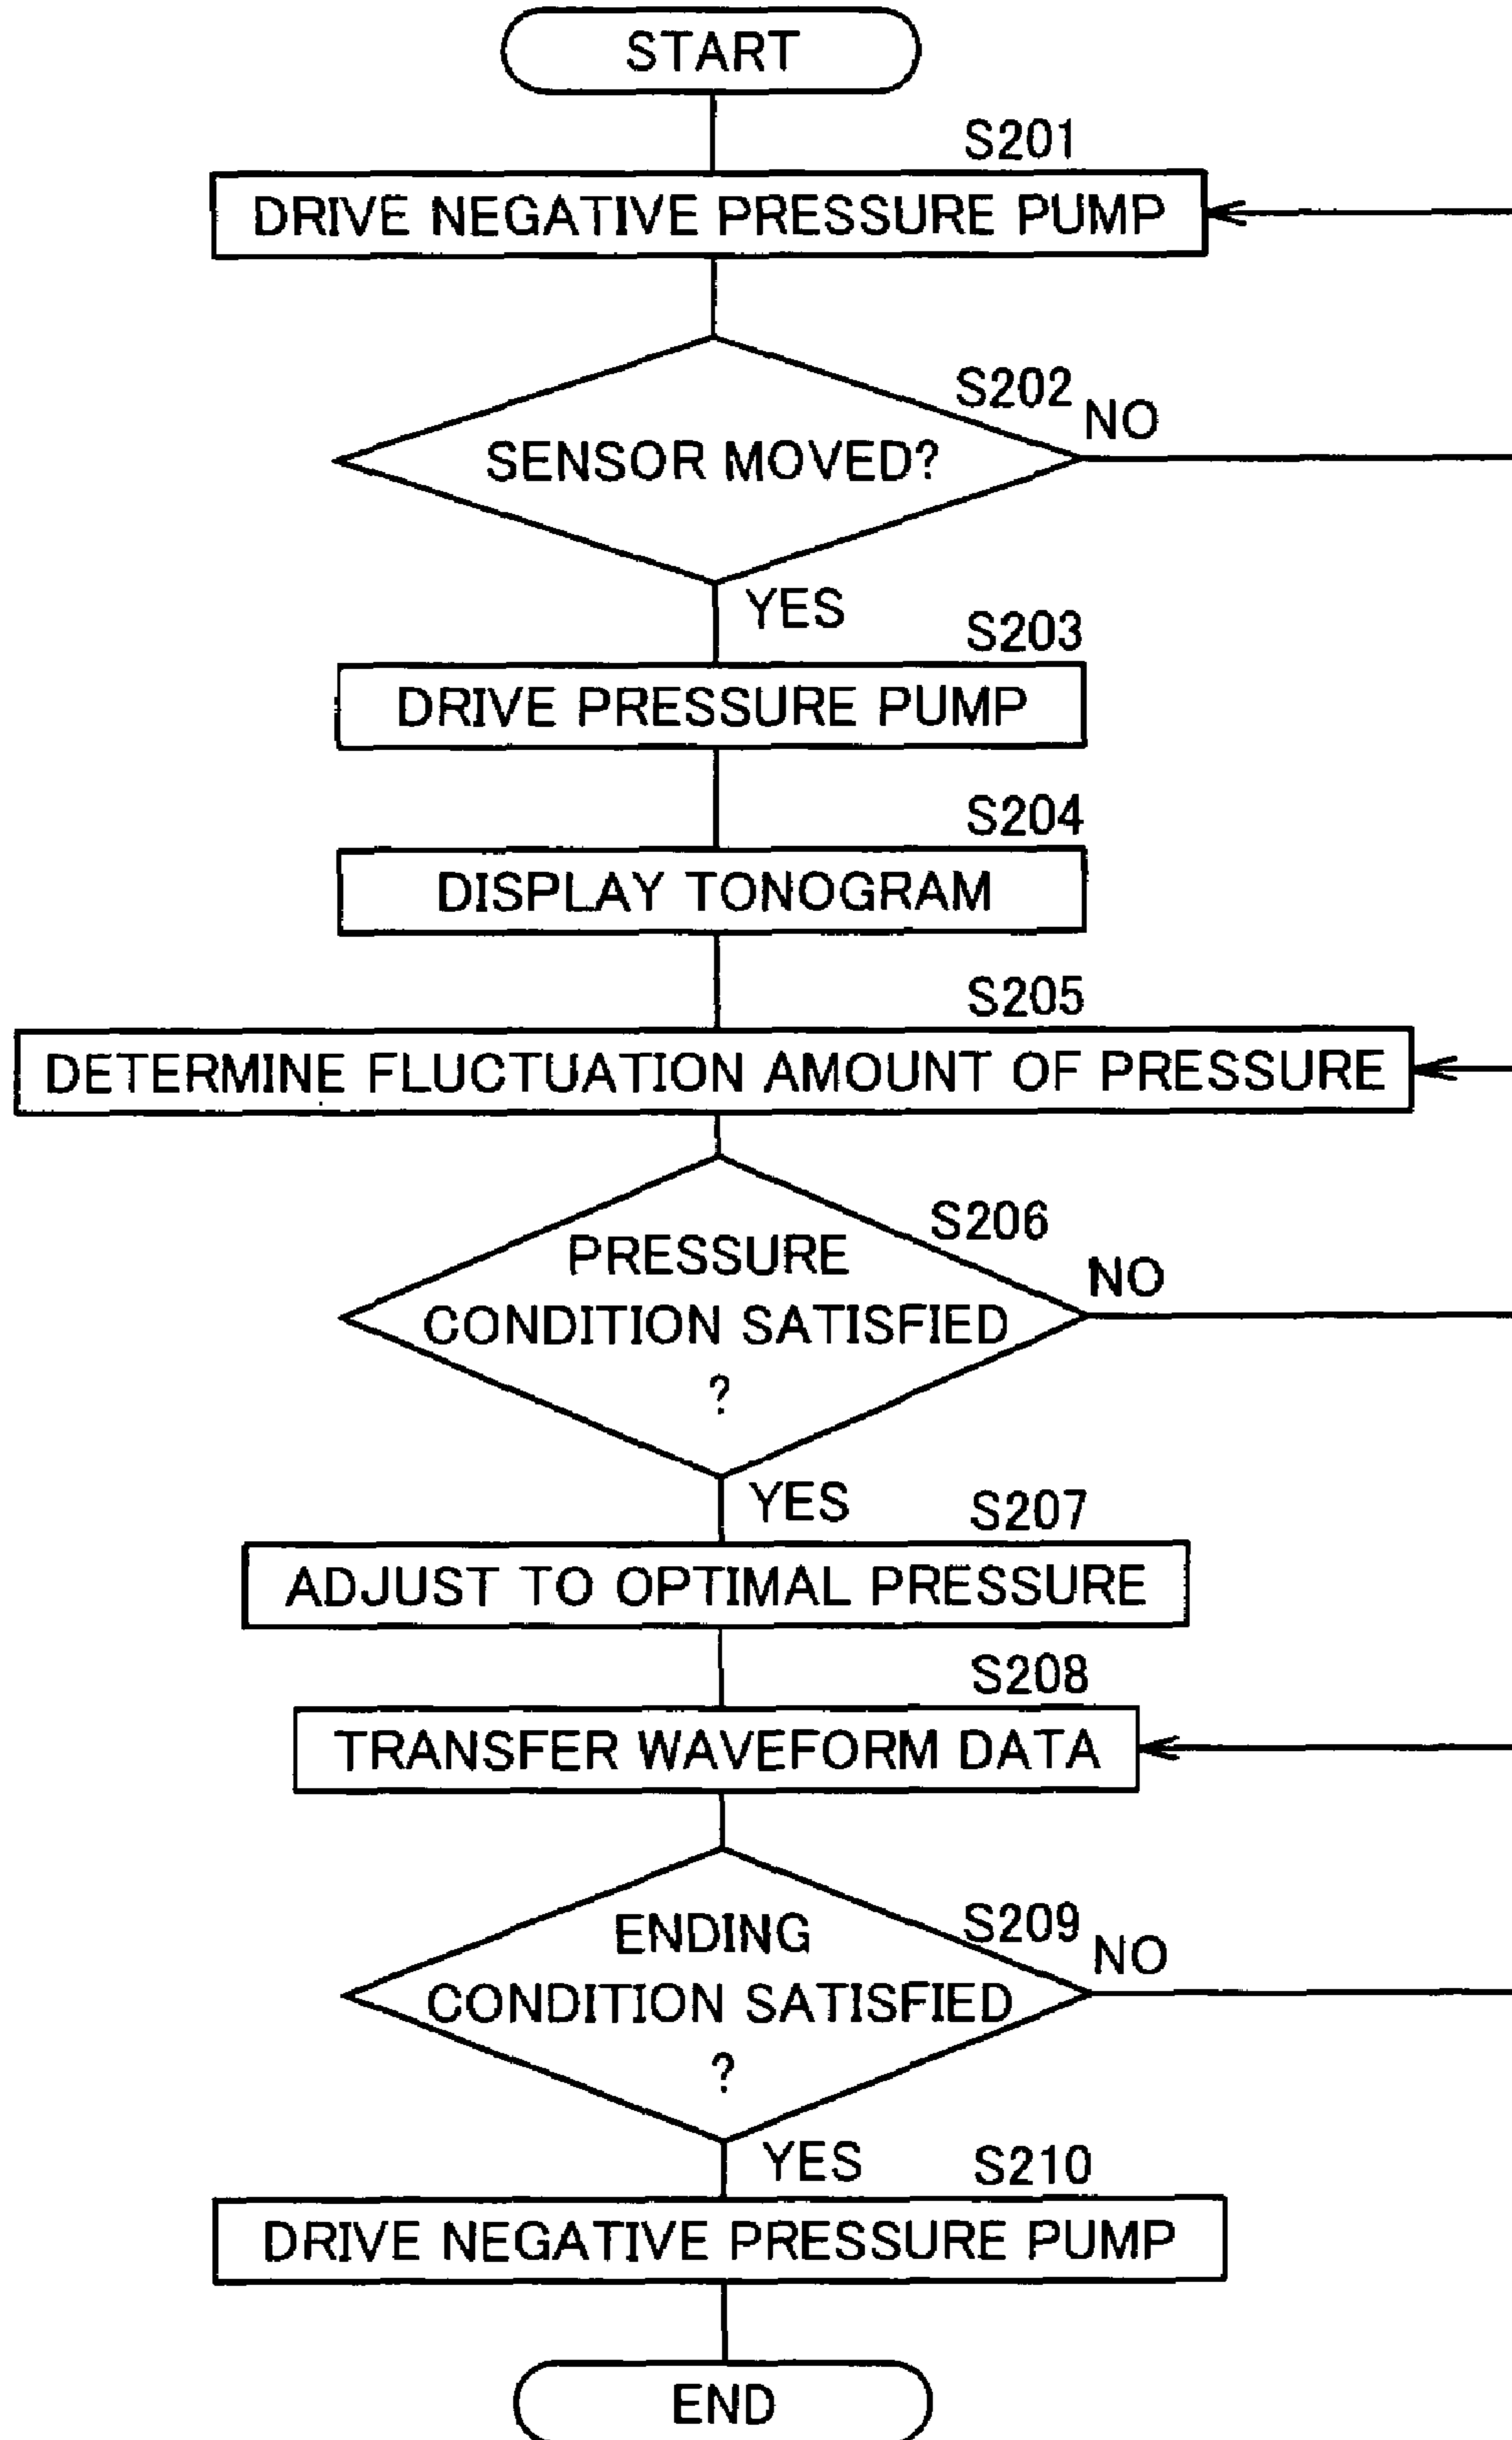 START
S201
DRIVE NEGATIVE PRESSURE PUMP
S202
NO
SENSOR MOVED?
YES
S203
DRIVE PRESSURE PUMP
S204
DISPLAY TONOGRAM
S205
DETERMINE FLUCTUATION AMOUNT OF PRESSURE
S206
PRESSURE
NO
CONDITION SATISFIED
?
YES
S207
ADJUST TO OPTIMAL PRESSURE
S208
TRANSFER WAVEFORM DATA
S209
ENDING
NO
CONDITION SATISFIED
?
YES
S210
DRIVE NEGATIVE PRESSURE PUMP
END